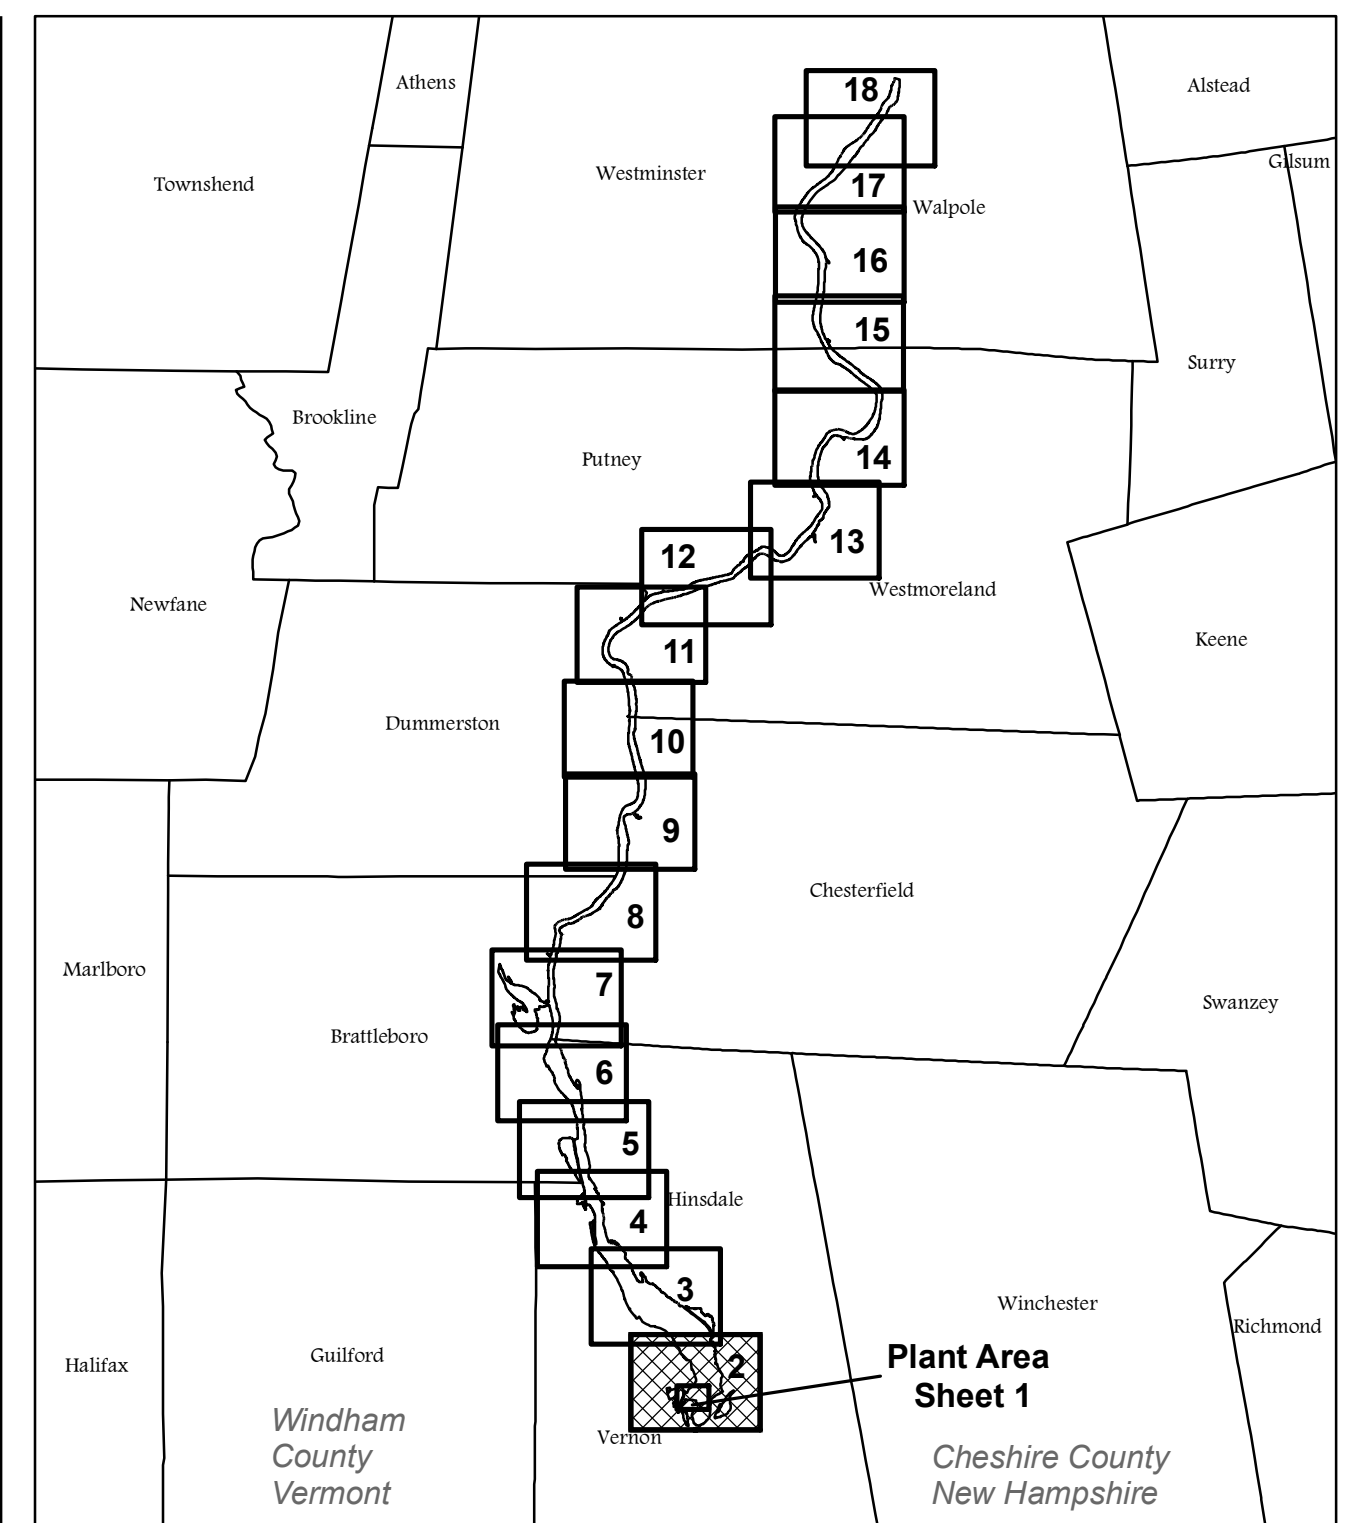 Athens
18
Alstead
Gilsum
Westminster
Townshend
17
Walpole
16
15
Surry
Brookline
14
Putney
13
12
Westmoreland
Newfane
Keene
11
Dummerston
10
9
Chesterfield
8
Marlboro
7
Swanzey
Brattleboro
6
5
Hinsdale
4
3
Winchester
Richmond
Guilford
Halifax
2
Plant Area
Sheet 1
Vernon
Windham
County
Vermont
Cheshire County
New Hampshire